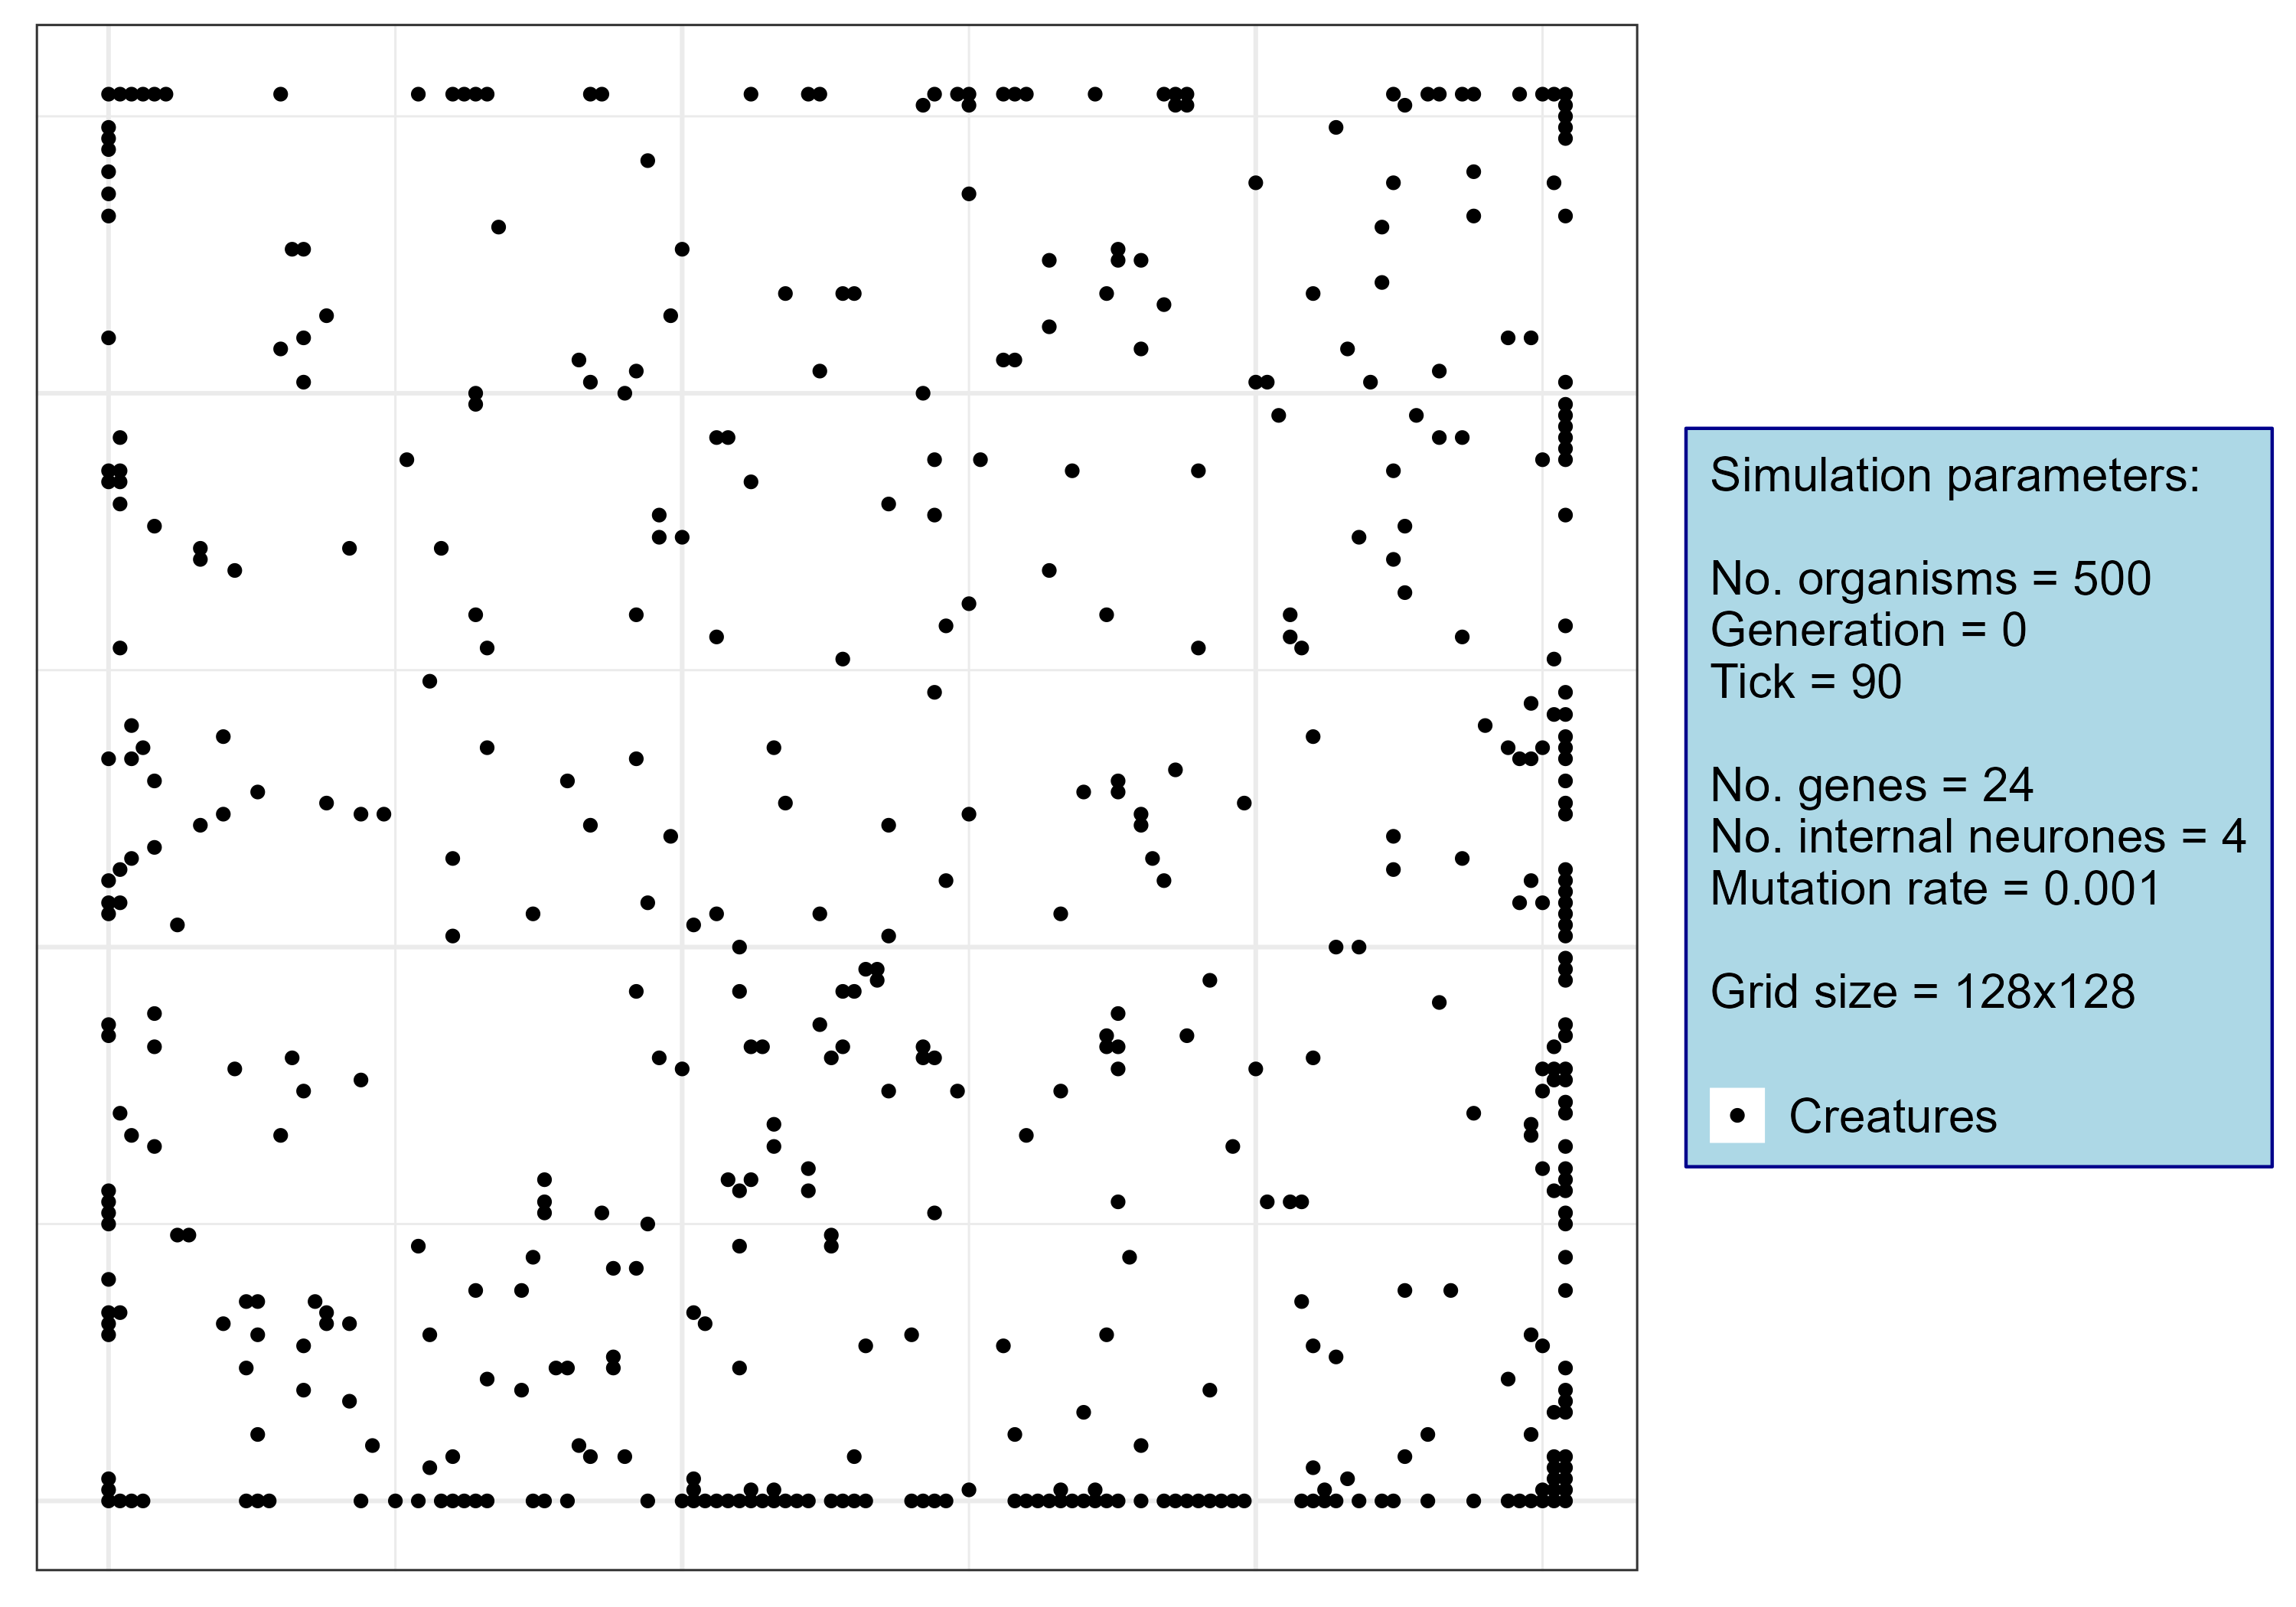 Simulation parameters:
No. organisms = 500
Generation = 0
Tick = 90
No. genes = 24
No. internal neurones = 4
Mutation rate = 0.001
Grid size = 128x128
Creatures